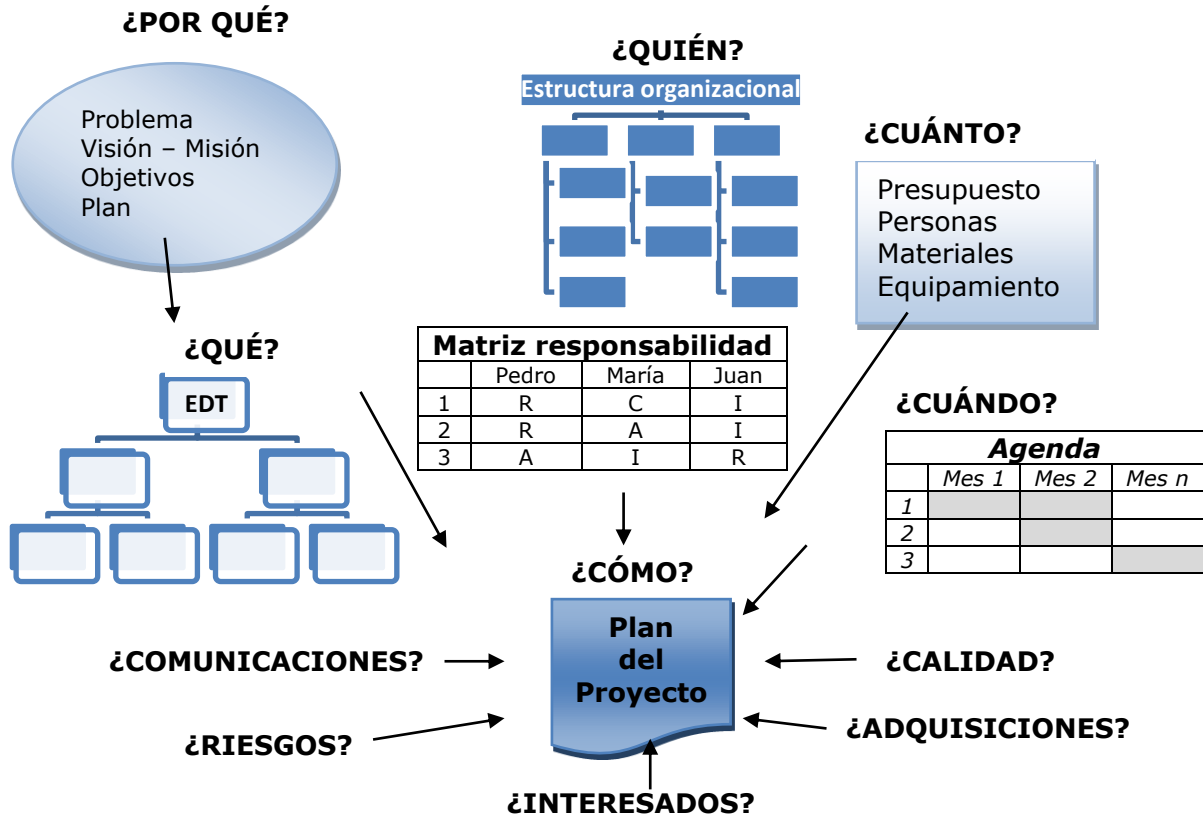 ¿POR QUÉ?
Problema
Visión – Misión
Objetivos
Plan
¿QUIÉN?
Estructura organizacional
¿CUÁNTO?
Presupuesto
Personas
Materiales
Equipamiento
¿QUÉ?
EDT
Matriz responsabilidad
Pedro María Juan
1 R C I
2 R A I
3 A I R
¿CUÁNDO?
Agenda
Mes 1 Mes 2 Mes n
1
2
3
¿CÓMO?
Plan
del
Proyecto
¿COMUNICACIONES?
¿CALIDAD?
¿RIESGOS?
¿ADQUISICIONES?
¿INTERESADOS?